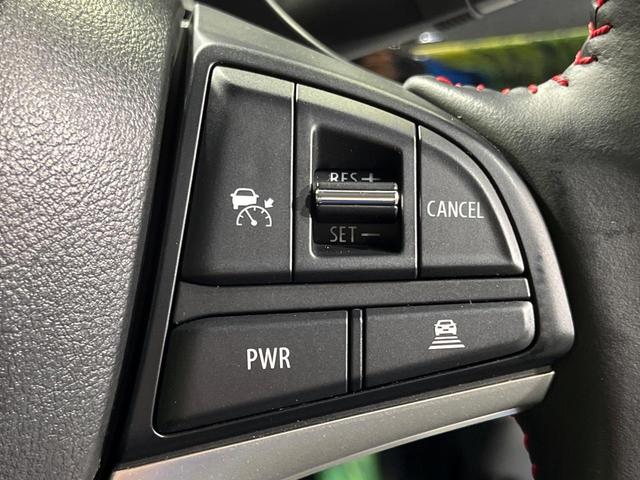 RES +
SET -
CANCEL
PWR